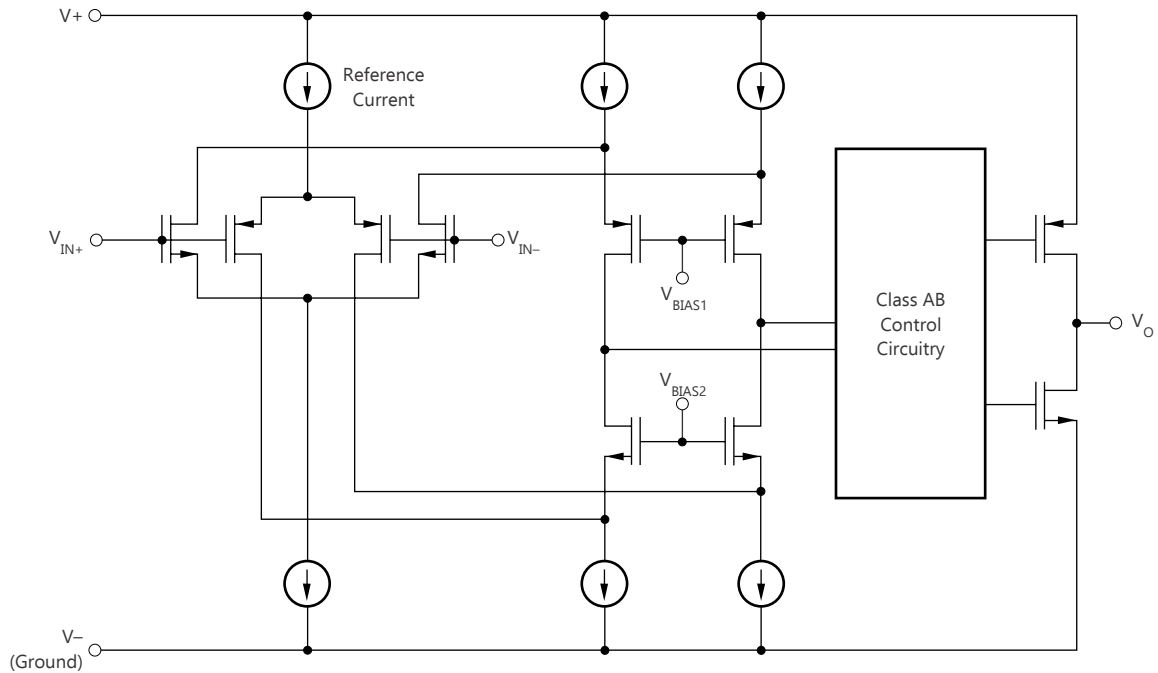 V+
Reference
Current
V_IN+
V_IN–
V_BIAS1
V_BIAS2
Class AB
Control
Circuitry
V_O
V–
(Ground)